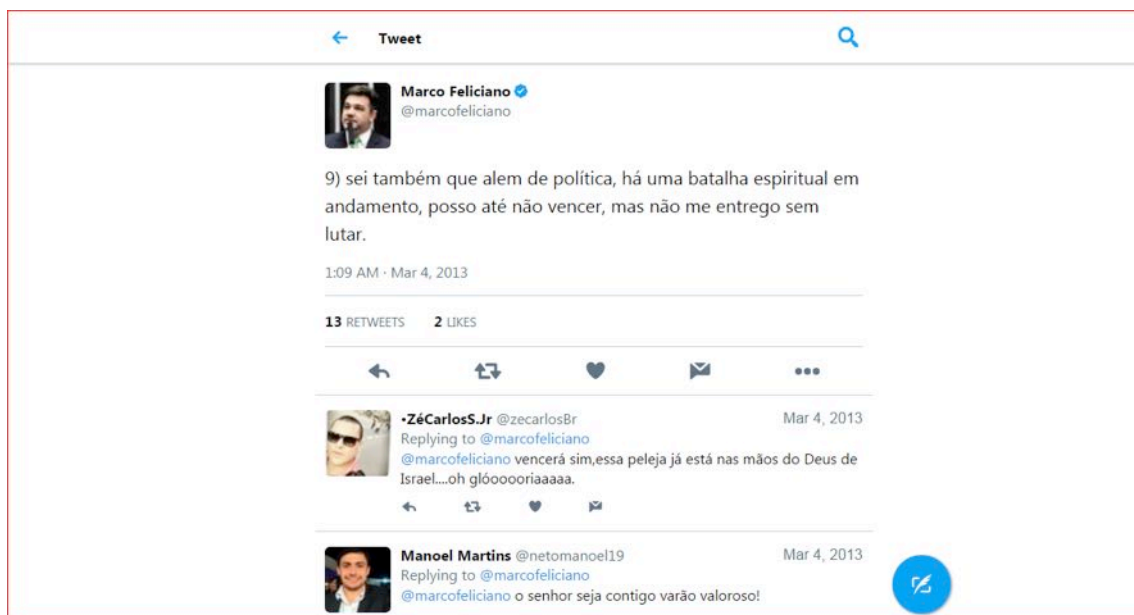 Tweet
Marco Feliciano
@marcofeliciano
9) sei também que alem de política, há uma batalha espiritual em
andamento, posso até não vencer, mas não me entrego sem
lutar.
1:09 AM · Mar 4, 2013
13 RETWEETS 2 LIKES
•ZéCarlosS.Jr @zecarlosBr Mar 4, 2013
Replying to @marcofeliciano
@marcofeliciano vencerá sim,essa peleja já está nas mãos do Deus de
Israel....oh glóooooriaaaaa.
Manoel Martins @netomanoel19 Mar 4, 2013
Replying to @marcofeliciano
@marcofeliciano o senhor seja contigo varão valoroso!